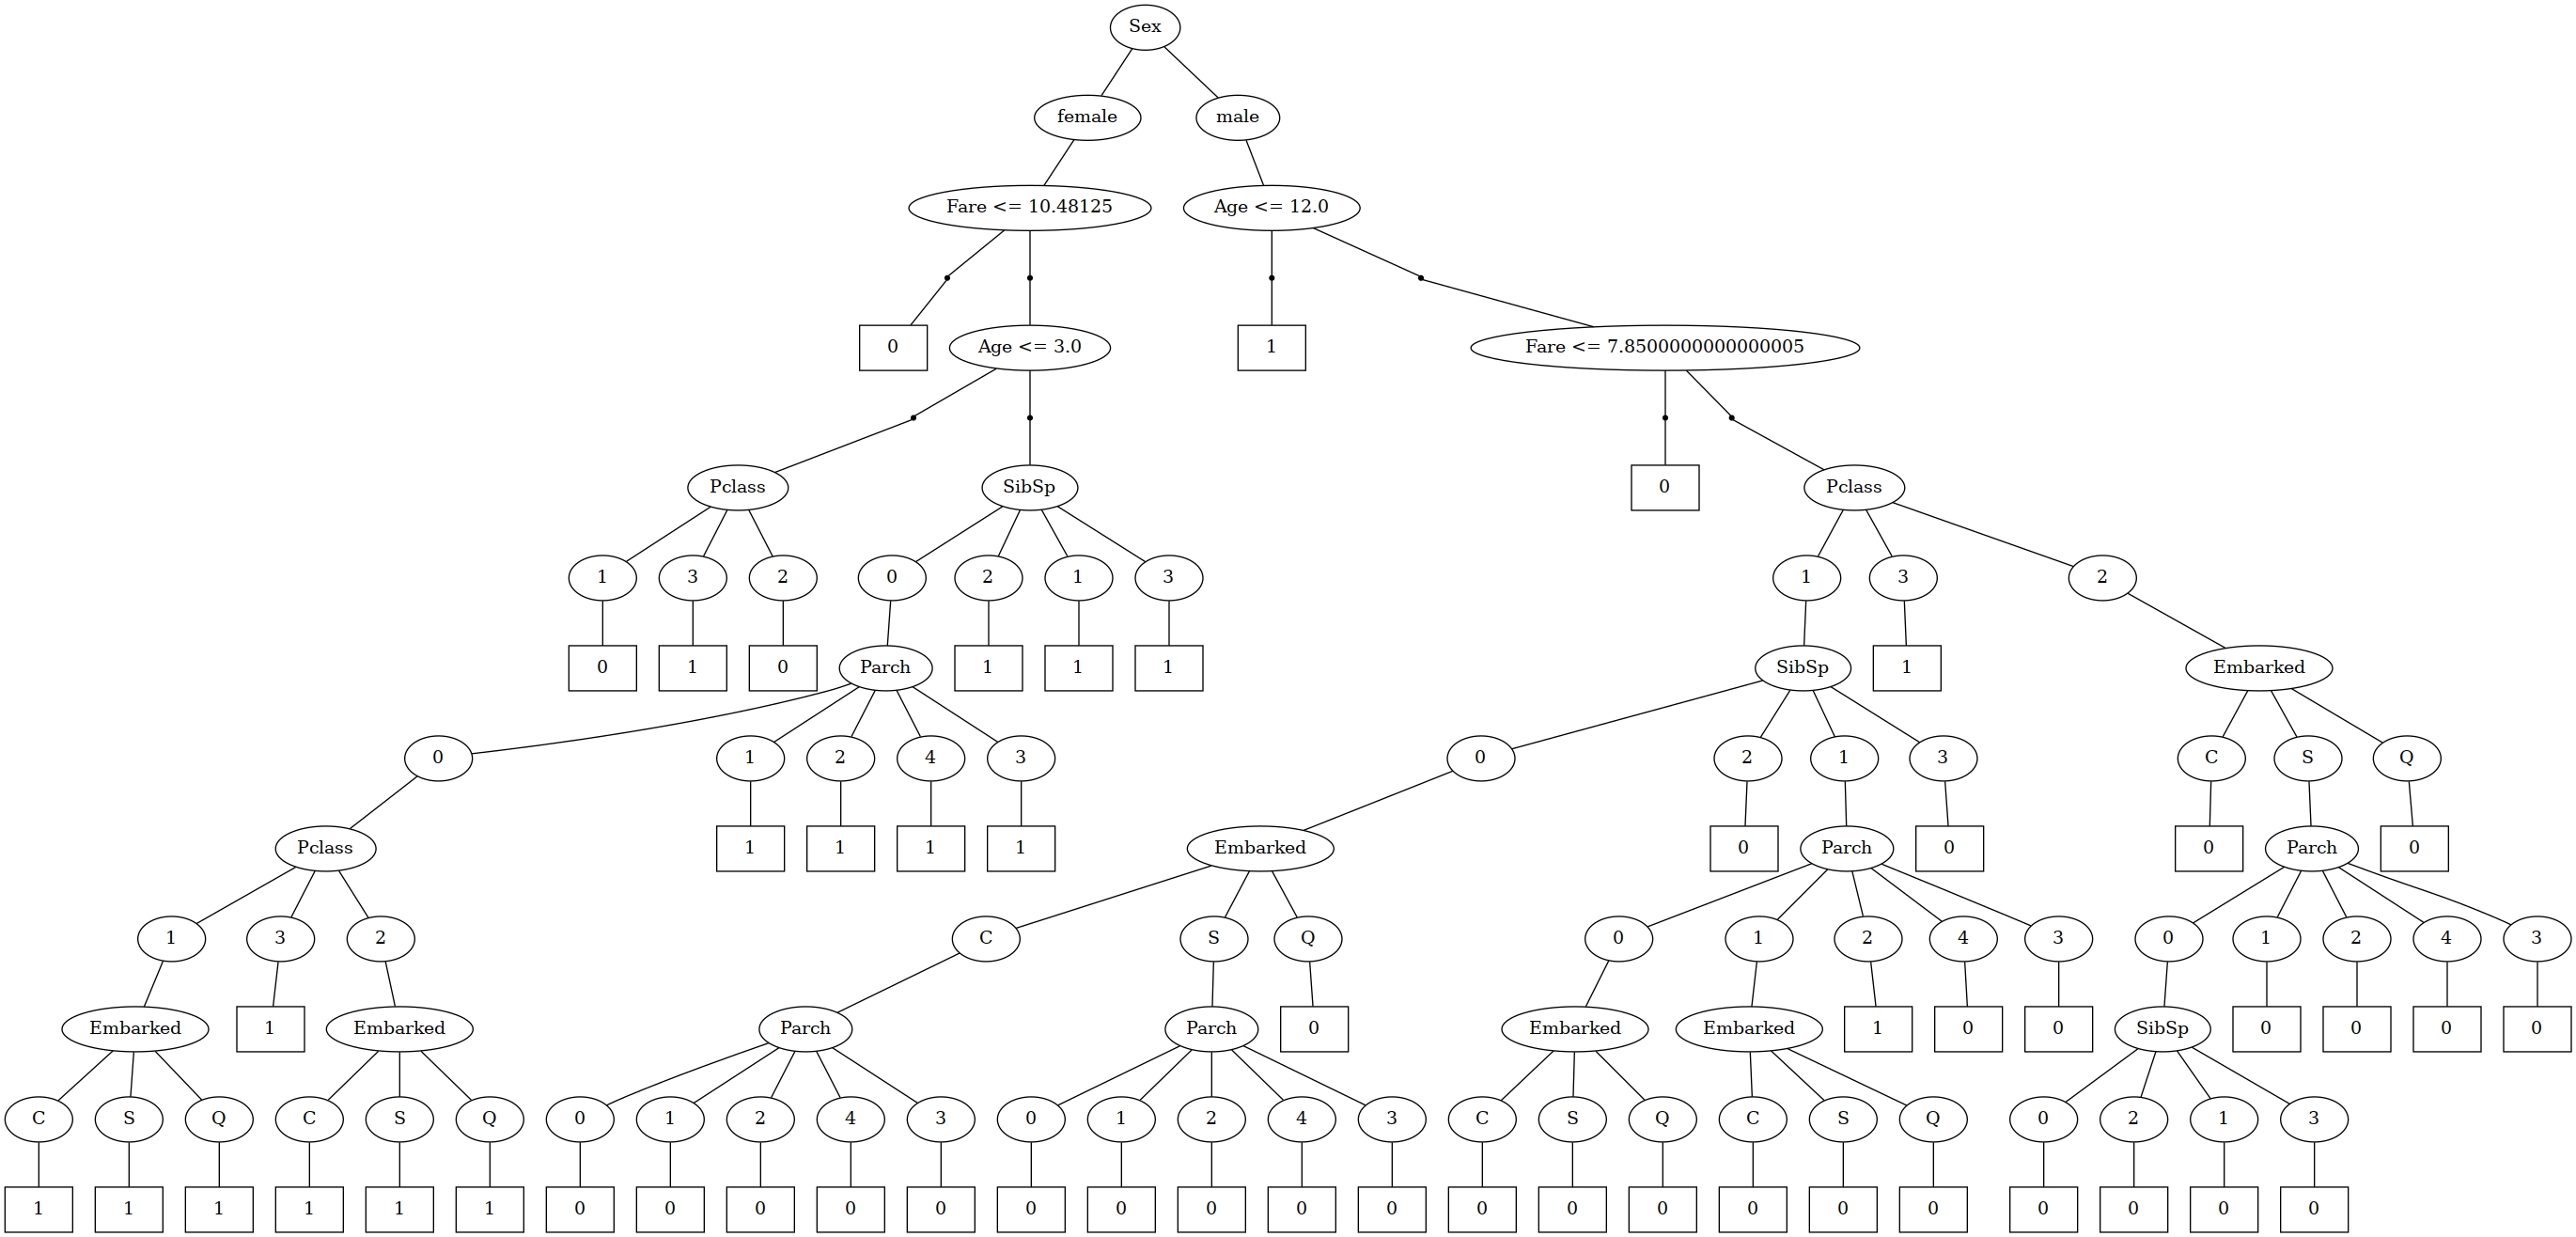 Sex
female male
Fare <= 10.48125 Age <= 12.0
0 Age <= 3.0 1 Fare <= 7.8500000000000005
Pclass SibSp 0 Pclass
1 3 2 0 2 1 3 1 3 2
0 1 0 Parch 1 1 1 SibSp 1 Embarked
0 1 2 4 3 0 2 1 3 C S Q
Pclass 1 1 1 1 Embarked 0 Parch 0 0 Parch 0
1 3 2 C S Q 0 1 2 4 3 0 1 2 4 3
Embarked 1 Embarked Parch Parch 0 Embarked Embarked 1 0 0 SibSp 0 0 0 0
C S Q C S Q 0 1 2 4 3 0 1 2 4 3 C S Q C S Q 0 2 1 3
1 1 1 1 1 1 0 0 0 0 0 0 0 0 0 0 0 0 0 0 0 0 0 0 0 0